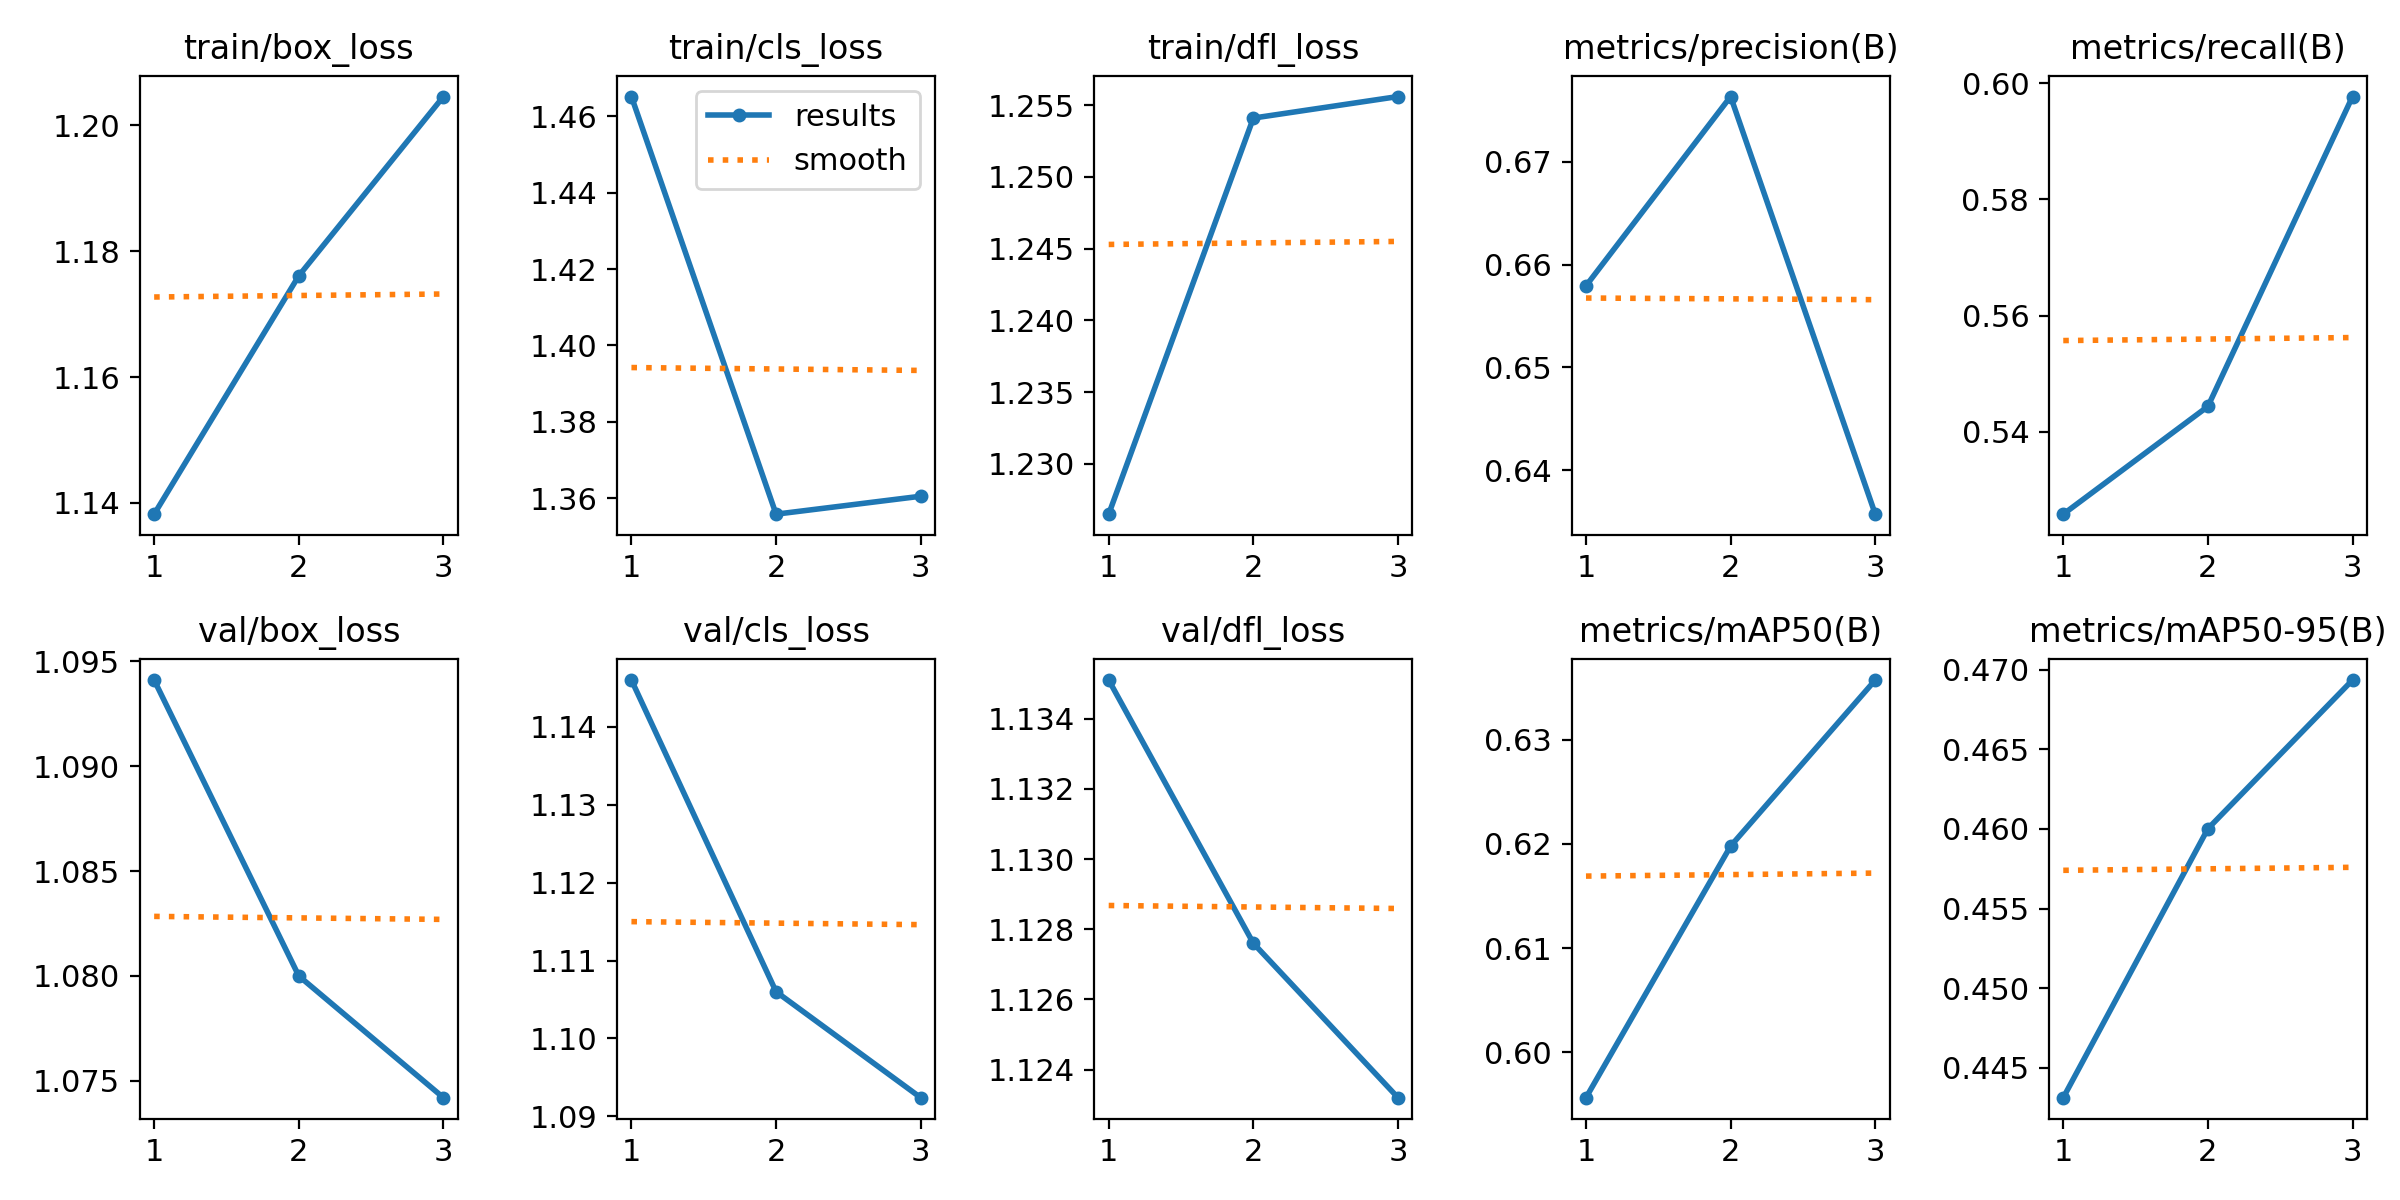 train/box_loss
1.20
1.18
1.16
1.14
1 2 3
train/cls_loss
1.46
1.44
1.42
1.40
1.38
1.36
results
smooth
1 2 3
train/dfl_loss
1.255
1.250
1.245
1.240
1.235
1.230
1 2 3
metrics/precision(B)
0.67
0.66
0.65
0.64
1 2 3
metrics/recall(B)
0.60
0.58
0.56
0.54
1 2 3
val/box_loss
1.095
1.090
1.085
1.080
1.075
1 2 3
val/cls_loss
1.14
1.13
1.12
1.11
1.10
1.09
1 2 3
val/dfl_loss
1.134
1.132
1.130
1.128
1.126
1.124
1 2 3
metrics/mAP50(B)
0.63
0.62
0.61
0.60
1 2 3
metrics/mAP50-95(B)
0.470
0.465
0.460
0.455
0.450
0.445
1 2 3